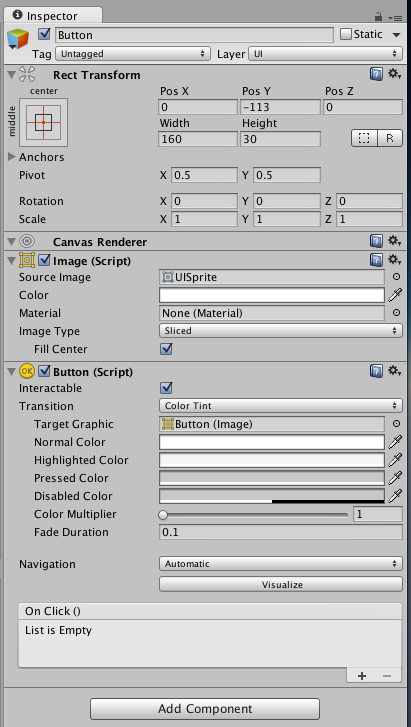 Inspector
Button
Static
Tag Untagged Layer UI
Rect Transform
center
middle
Pos X Pos Y Pos Z
0 -113 0
Width Height
160 30
R
Anchors
Pivot X 0.5 Y 0.5
Rotation X 0 Y 0 Z 0
Scale X 1 Y 1 Z 1
Canvas Renderer
Image (Script)
Source Image UISprite
Color
Material None (Material)
Image Type Sliced
Fill Center
OK Button (Script)
Interactable
Transition Color Tint
Target Graphic Button (Image)
Normal Color
Highlighted Color
Pressed Color
Disabled Color
Color Multiplier 1
Fade Duration 0.1
Navigation Automatic
Visualize
On Click ()
List is Empty
+ −
Add Component